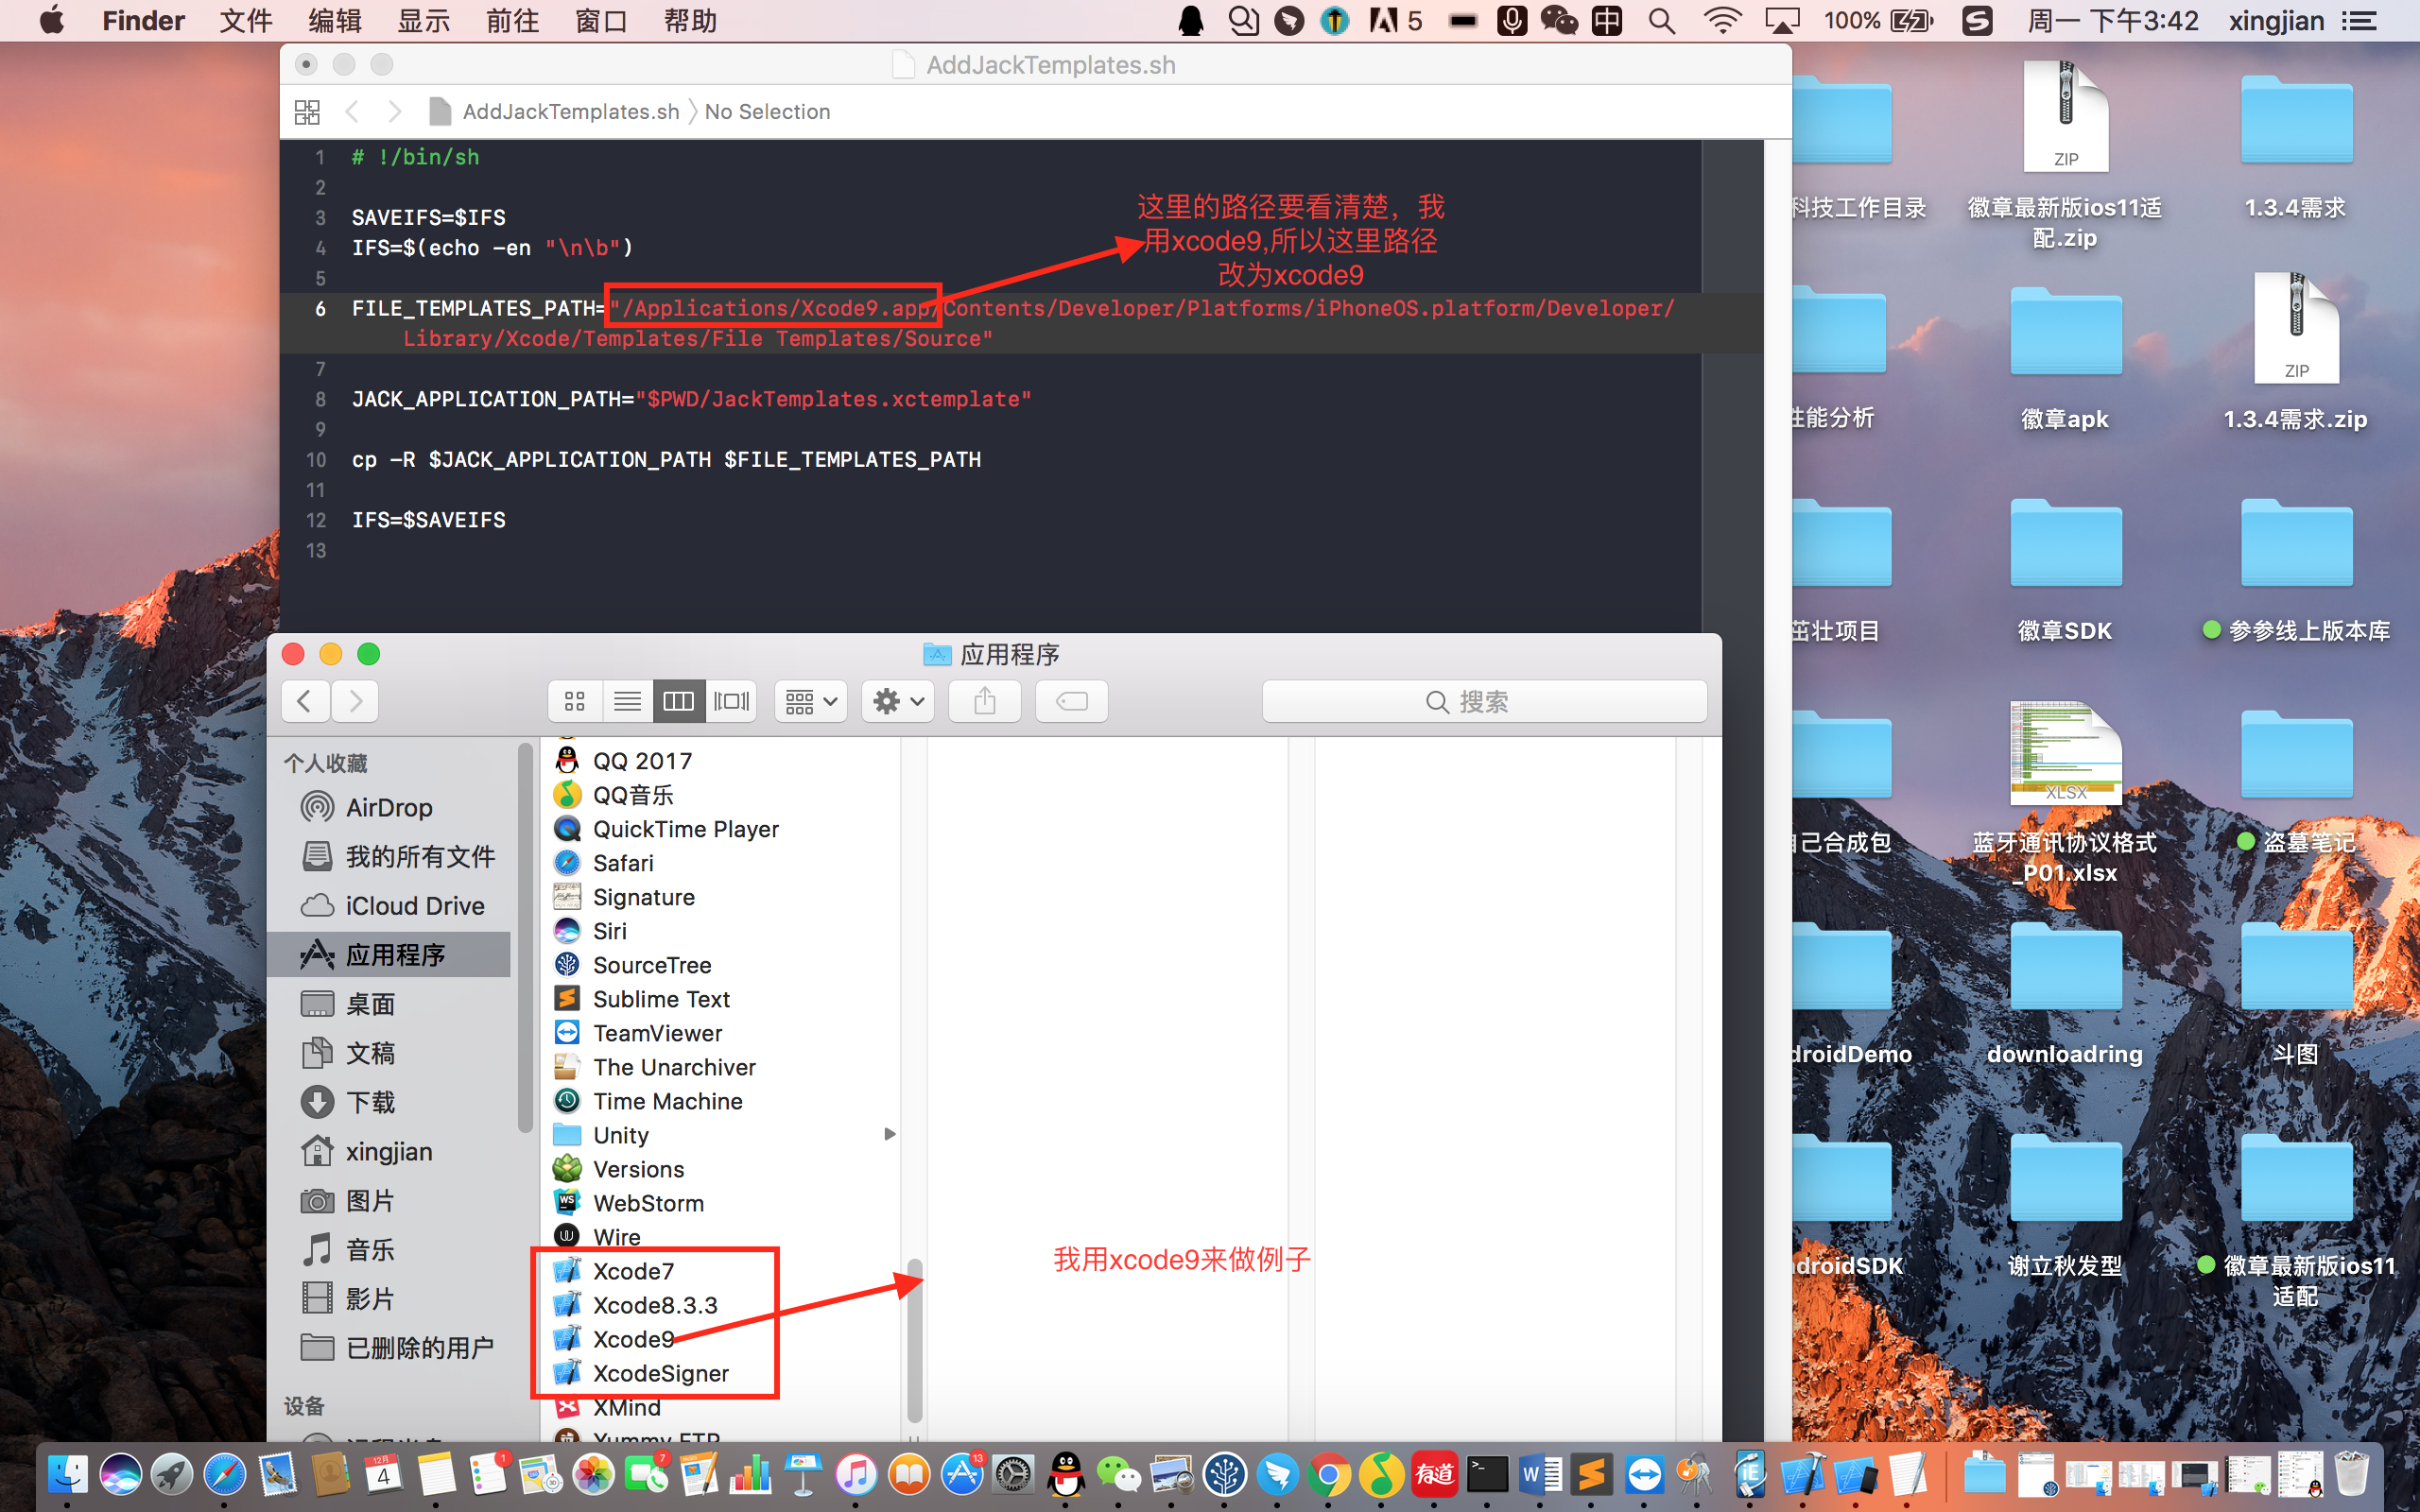 Finder 文件 编辑 显示 前往 窗口 帮助 5 中 100% 周一 下午3:42 xingjian
AddJackTemplates.sh
AddJackTemplates.sh 〉No Selection
1 # !/bin/sh
2
3 SAVEIFS=$IFS
4 IFS=$(echo -en "\n\b")
5
6 FILE_TEMPLATES_PATH="/Applications/Xcode9.app/Contents/Developer/Platforms/iPhoneOS.platform/Developer/
Library/Xcode/Templates/File Templates/Source"
7
8 JACK_APPLICATION_PATH="$PWD/JackTemplates.xctemplate"
9
10 cp -R $JACK_APPLICATION_PATH $FILE_TEMPLATES_PATH
11
12 IFS=$SAVEIFS
13
这里的路径要看清楚，我
用xcode9,所以这里路径
改为xcode9
应用程序
搜索
个人收藏
AirDrop
我的所有文件
iCloud Drive
应用程序
桌面
文稿
下载
xingjian
图片
音乐
影片
已删除的用户
设备
QQ 2017
QQ音乐
QuickTime Player
Safari
Signature
Siri
SourceTree
Sublime Text
TeamViewer
The Unarchiver
Time Machine
Unity
Versions
WebStorm
Wire
Xcode7
Xcode8.3.3
Xcode9
XcodeSigner
XMind
Yummy FTP
我用xcode9来做例子
科技工作目录
ZIP
徽章最新版ios11适
配.zip
1.3.4需求
性能分析
徽章apk
ZIP
1.3.4需求.zip
茁壮项目
徽章SDK
参参线上版本库
自己合成包
XLSX
蓝牙通讯协议格式
_P01.xlsx
盗墓笔记
droidDemo
downloadring
斗图
droidSDK
谢立秋发型
徽章最新版ios11
适配
12月
4
1
7
13
有道